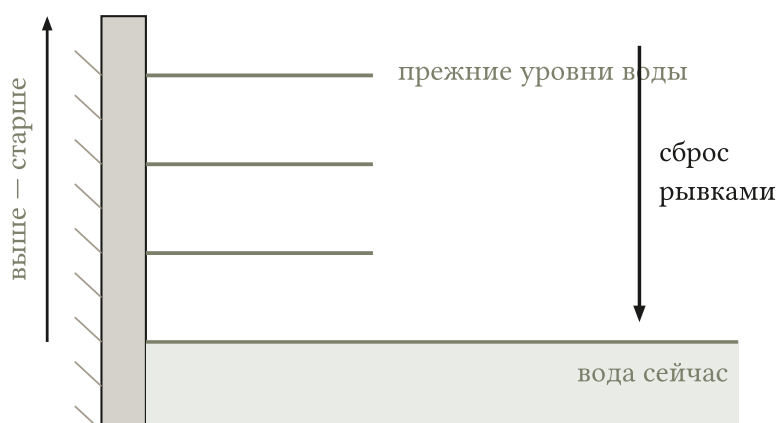 прежние уровни воды
выше — старше
сброс
рывками
вода сейчас